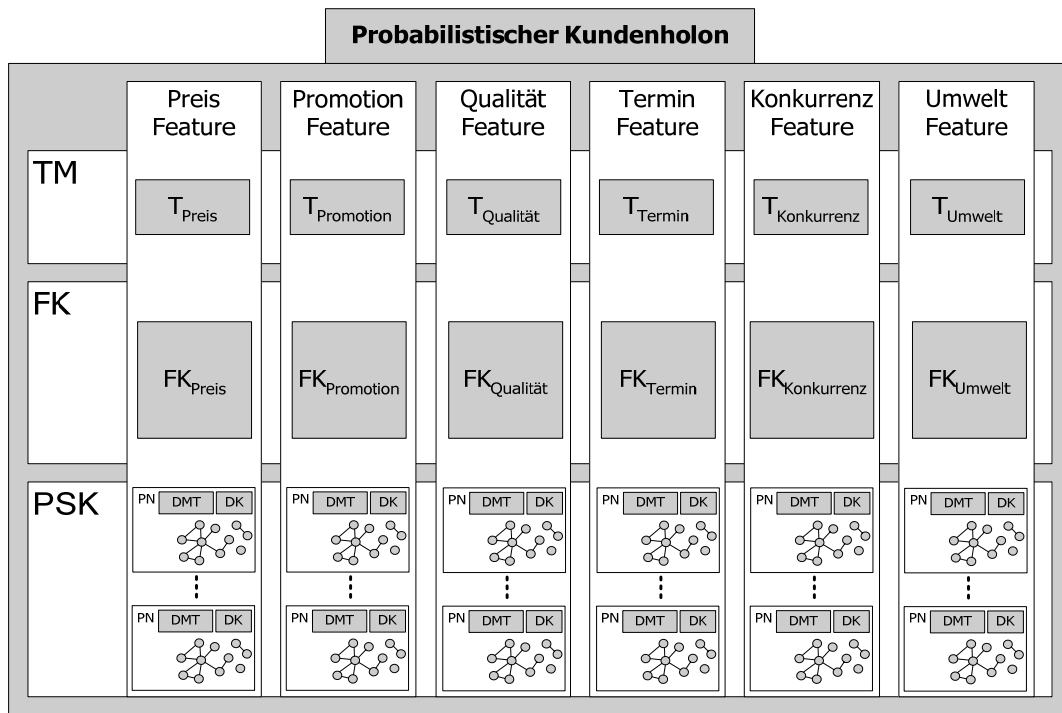 Probabilistischer Kundenholon
Preis Promotion Qualität Termin Konkurrenz Umwelt
Feature Feature Feature Feature Feature Feature
TM
TPreis TPromotion TQualität TTermin TKonkurrenz TUmwelt
FK
FKPreis FKPromotion FKQualität FKTermin FKKonkurrenz FKUmwelt
PSK
PN DMT DK PN DMT DK PN DMT DK PN DMT DK PN DMT DK PN DMT DK
PN DMT DK PN DMT DK PN DMT DK PN DMT DK PN DMT DK PN DMT DK